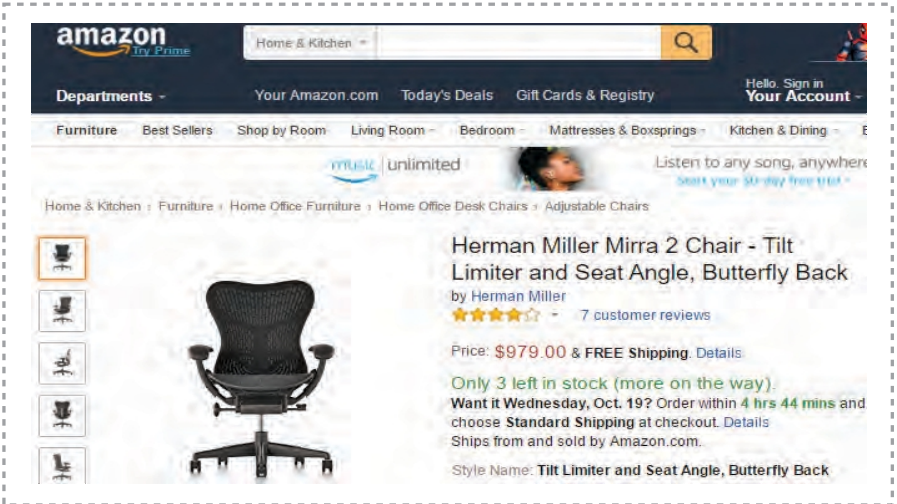 amazon
Try Prime
Home & Kitchen
Departments
Your Amazon.com Today's Deals Gift Cards & Registry
Hello. Sign in
Your Account
Furniture Best Sellers Shop by Room Living Room Bedroom Mattresses & Boxsprings Kitchen & Dining
music unlimited
Listen to any song, anywhere
Start your 30-day free trial
Home & Kitchen › Furniture › Home Office Furniture › Home Office Desk Chairs › Adjustable Chairs
Herman Miller Mirra 2 Chair - Tilt
Limiter and Seat Angle, Butterfly Back
by Herman Miller
7 customer reviews
Price: $979.00 & FREE Shipping. Details
Only 3 left in stock (more on the way).
Want it Wednesday, Oct. 19? Order within 4 hrs 44 mins and
choose Standard Shipping at checkout. Details
Ships from and sold by Amazon.com.
Style Name: Tilt Limiter and Seat Angle, Butterfly Back